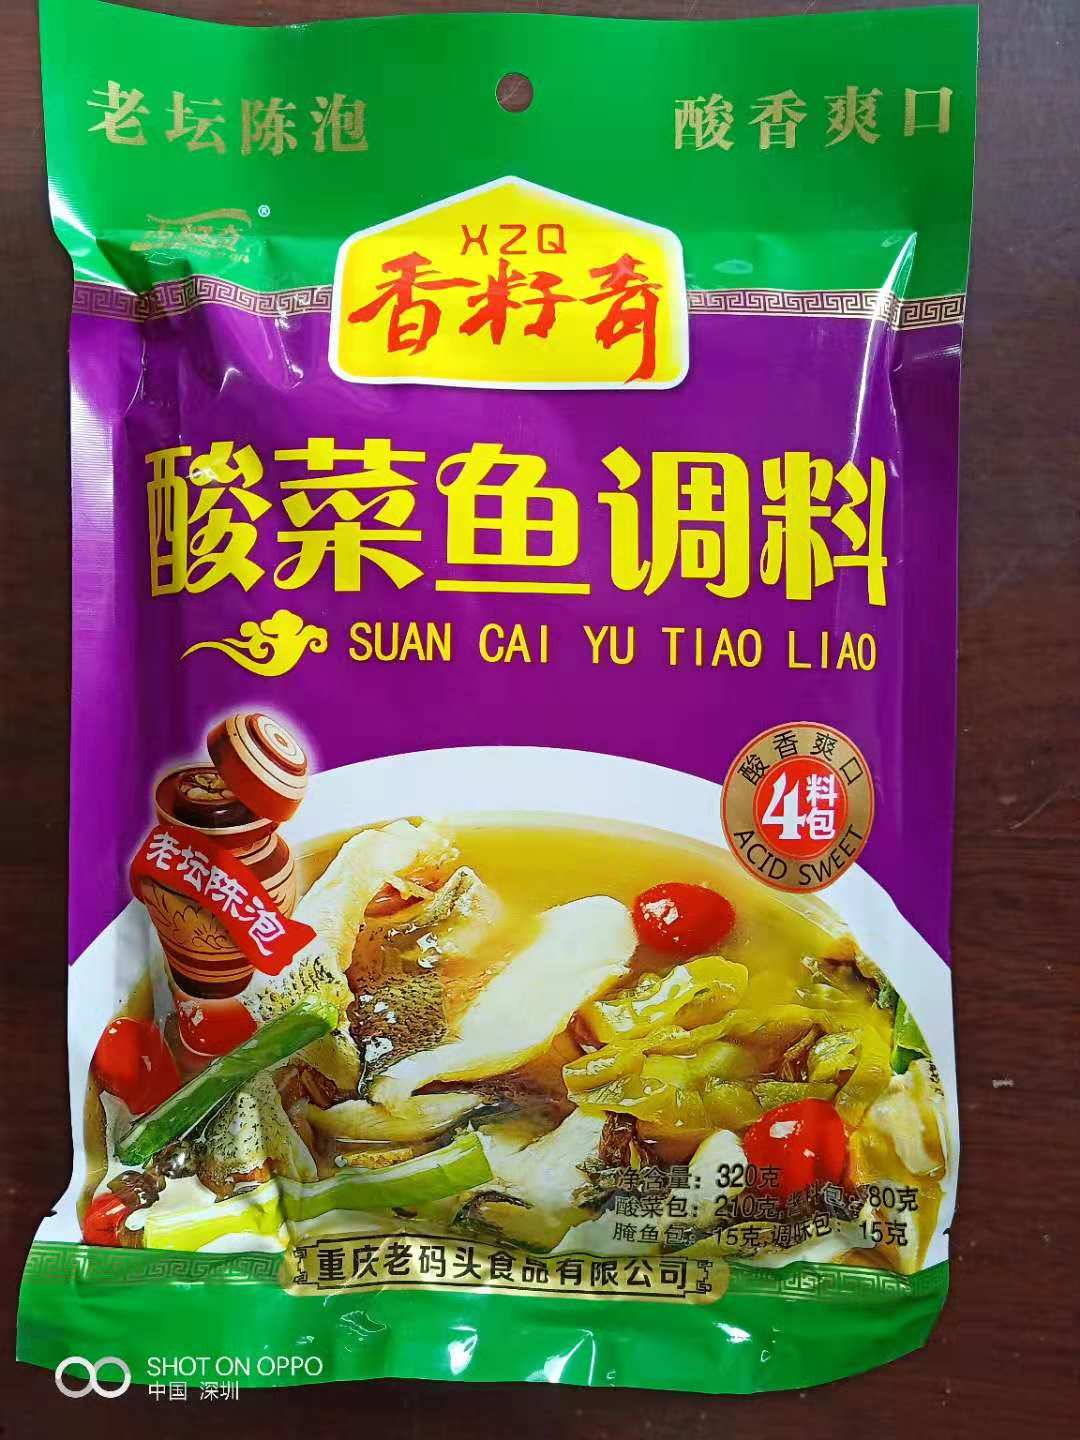 老坛陈泡
酸香爽口
®
XZQ
香籽奇
酸菜鱼调料
SUAN CAI YU TIAO LIAO
酸香爽口
4料包
ACID SWEET
老坛陈泡
净含量：320克
酸菜包：210克,料包：80克
腌鱼包：15克,调味包：15克
重庆老码头食品有限公司
SHOT ON OPPO
中国 深圳